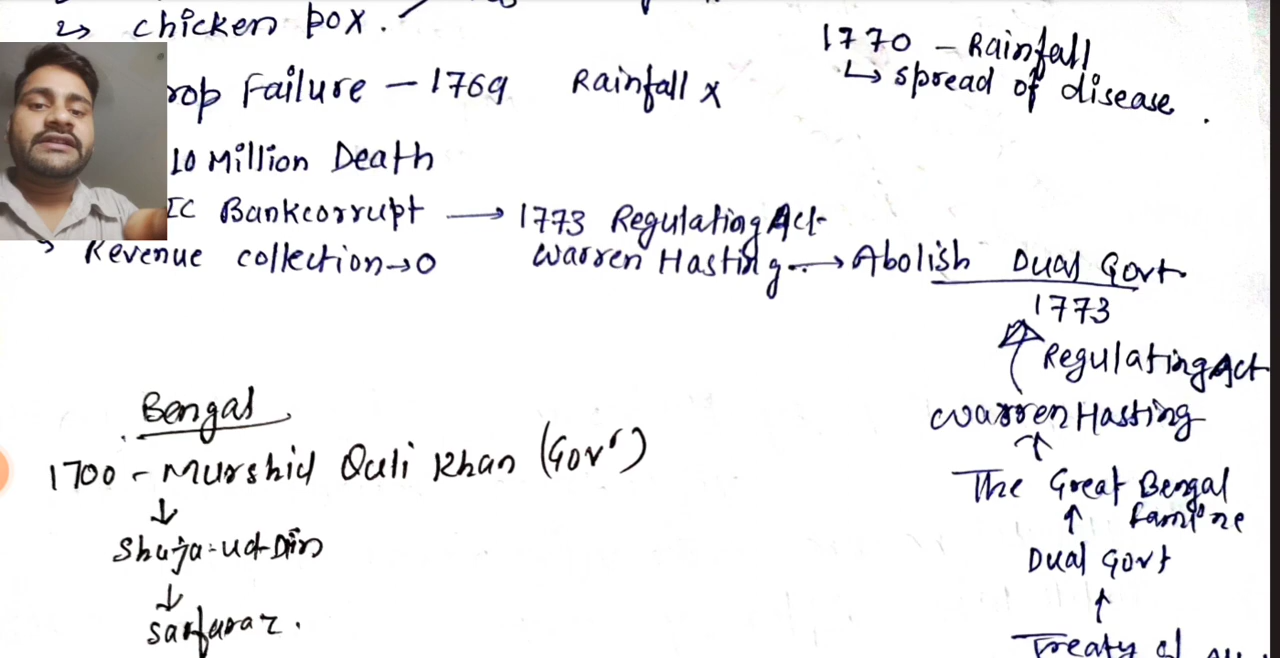 ↳ chicken pox.
1770 – Rainfall
↳ spread of disease.
rop Failure – 1769 Rainfall x
10 Million Death
IC Bankcorrupt → 1773 Regulating Act
Revenue collection → 0 Warren Hasting → Abolish Dual Govt
1773
Regulating Act
Warren Hasting
The Great Bengal
Famine
Dual Govt
Treaty of
Bengal
1700 – Murshid Quli Khan (Govr)
↓
Shuja-ud-Din
↓
Sarfaraz.